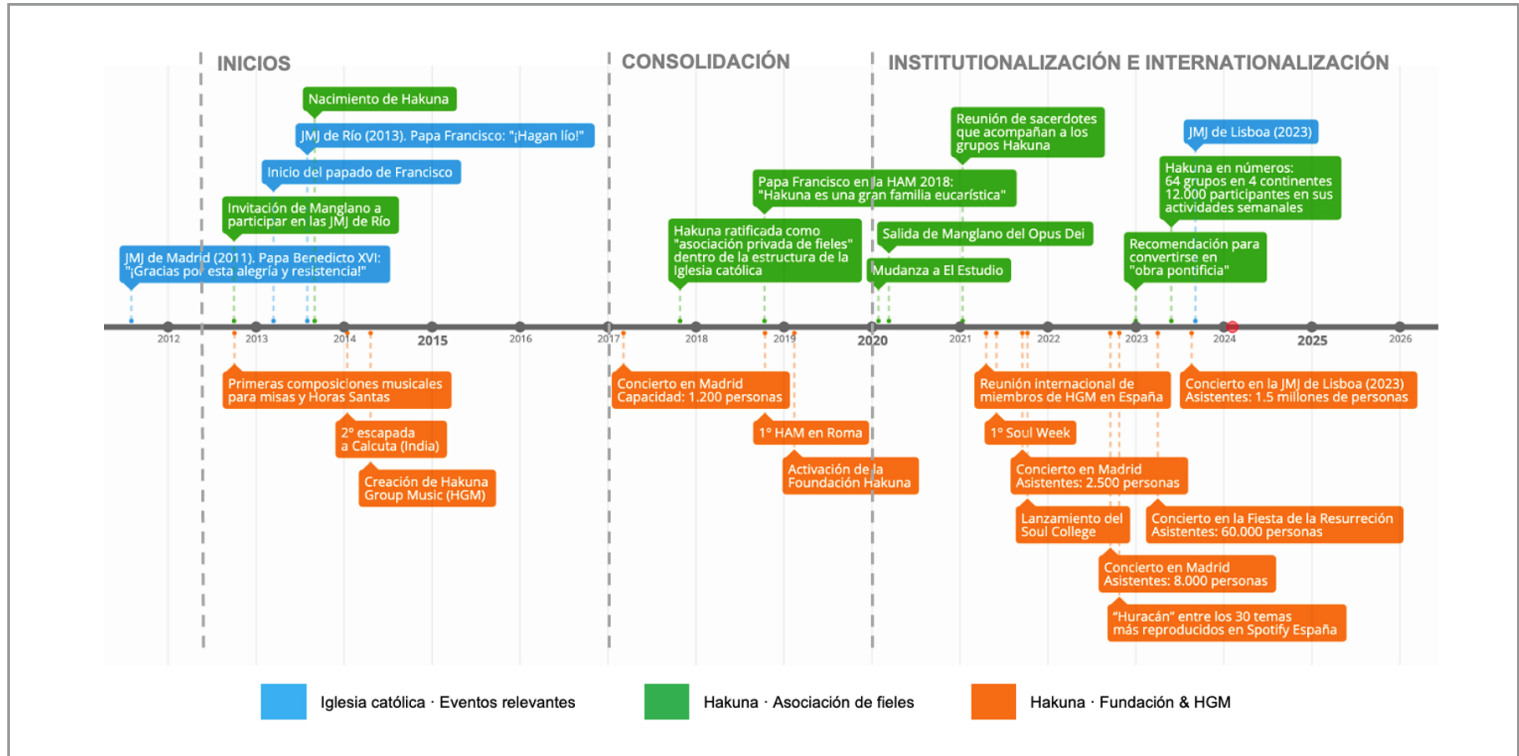 INICIOS
CONSOLIDACIÓN
INSTITUTIONALIZACIÓN E INTERNATIONALIZACIÓN
Nacimiento de Hakuna
JMJ de Río (2013). Papa Francisco: "¡Hagan lío!"
Inicio del papado de Francisco
Invitación de Manglano a
participar en las JMJ de Río
JMJ de Madrid (2011). Papa Benedicto XVI:
"¡Gracias por esta alegría y resistencia!"
Papa Francisco en la HAM 2018:
"Hakuna es una gran familia eucarística"
Hakuna ratificada como
"asociación privada de fieles"
dentro de la estructura de la
Iglesia católica
Reunión de sacerdotes
que acompañan a los
grupos Hakuna
Salida de Manglano del Opus Dei
Mudanza a El Estudio
JMJ de Lisboa (2023)
Hakuna en números:
64 grupos en 4 continentes
12.000 participantes en sus
actividades semanales
Recomendación para
convertirse en
"obra pontificia"
2012 2013 2014 2015 2016 2017 2018 2019 2020 2021 2022 2023 2024 2025 2026
Primeras composiciones musicales
para misas y Horas Santas
2º escapada
a Calcuta (India)
Creación de Hakuna
Group Music (HGM)
Concierto en Madrid
Capacidad: 1.200 personas
1º HAM en Roma
Activación de la
Foundación Hakuna
Reunión internacional de
miembros de HGM en España
1º Soul Week
Concierto en Madrid
Asistentes: 2.500 personas
Lanzamiento del
Soul College
Concierto en la JMJ de Lisboa (2023)
Asistentes: 1.5 millones de personas
Concierto en la Fiesta de la Resurreción
Asistentes: 60.000 personas
Concierto en Madrid
Asistentes: 8.000 personas
"Huracán" entre los 30 temas
más reproducidos en Spotify España
Iglesia católica · Eventos relevantes
Hakuna · Asociación de fieles
Hakuna · Fundación & HGM